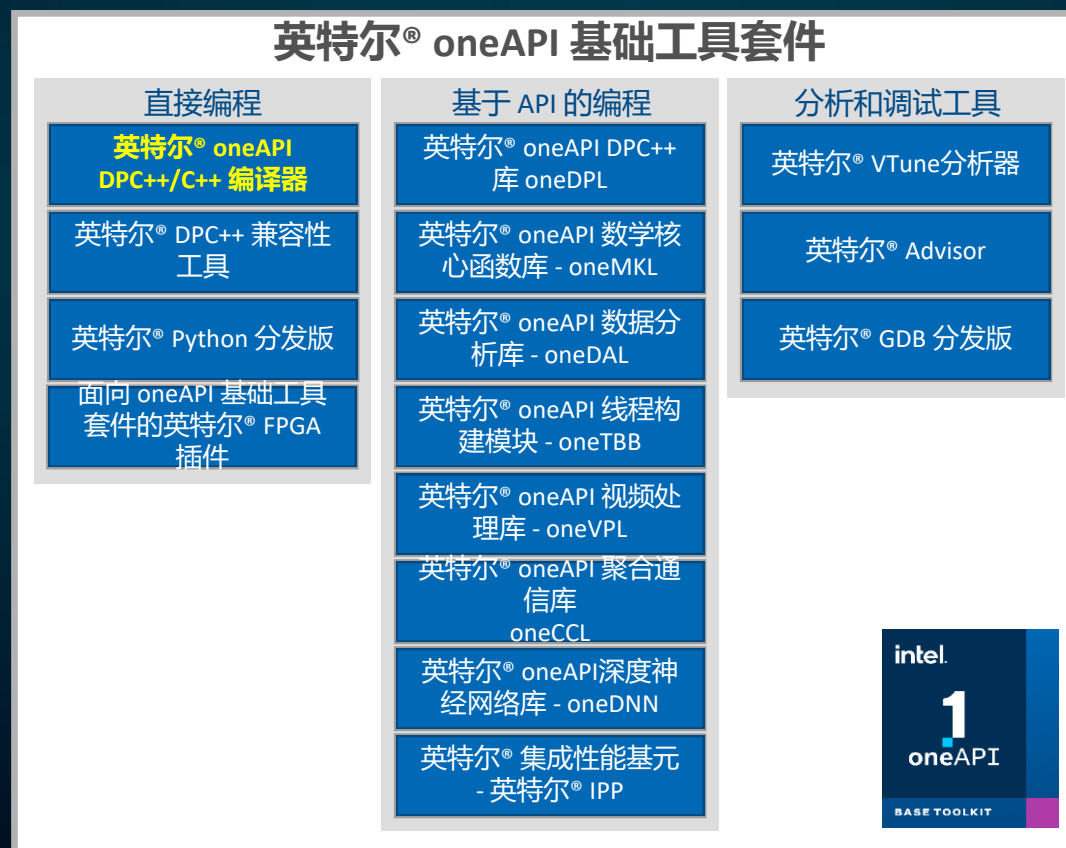 英特尔® oneAPI 基础工具套件
直接编程
英特尔® oneAPI
DPC++/C++ 编译器
英特尔® DPC++ 兼容性
工具
英特尔® Python 分发版
面向 oneAPI 基础工具
套件的英特尔® FPGA
插件
基于 API 的编程
英特尔® oneAPI DPC++
库 oneDPL
英特尔® oneAPI 数学核
心函数库 - oneMKL
英特尔® oneAPI 数据分
析库 - oneDAL
英特尔® oneAPI 线程构
建模块 - oneTBB
英特尔® oneAPI 视频处
理库 - oneVPL
英特尔® oneAPI 聚合通
信库
oneCCL
英特尔® oneAPI深度神
经网络库 - oneDNN
英特尔® 集成性能基元
- 英特尔® IPP
分析和调试工具
英特尔® VTune分析器
英特尔® Advisor
英特尔® GDB 分发版
intel.
1
oneAPI
BASE TOOLKIT